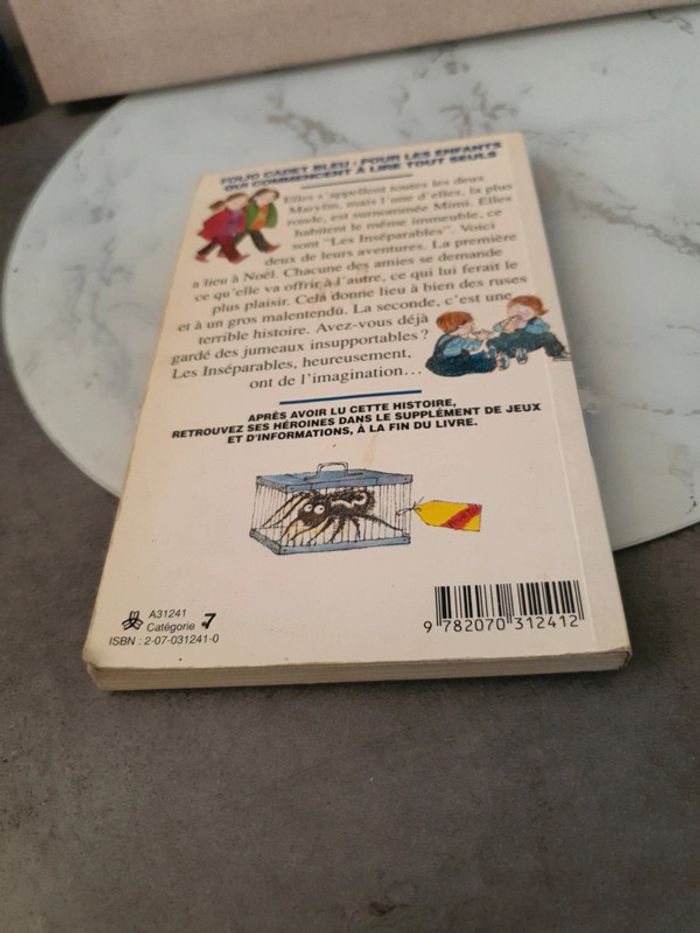 FOLIO CADET BLEU : POUR LES ENFANTS
QUI COMMENCENT À LIRE TOUT SEULS
Elles s'appellent toutes les deux
Marylin, mais l'une d'elles, la plus
ronde, est surnommée Mimi. Elles
habitent le même immeuble, ce
sont "Les Inséparables". Voici
deux de leurs aventures. La première
a lieu à Noël. Chacune des amies se demande
ce qu'elle va offrir à l'autre, ce qui lui ferait le
plus plaisir. Cela donne lieu à bien des ruses
et à un gros malentendu. La seconde, c'est une
terrible histoire. Avez-vous déjà
gardé des jumeaux insupportables ?
Les Inséparables, heureusement,
ont de l'imagination...
APRÈS AVOIR LU CETTE HISTOIRE,
RETROUVEZ SES HÉROINES DANS LE SUPPLÉMENT DE JEUX
ET D'INFORMATIONS, À LA FIN DU LIVRE.
A31241
Catégorie 7
ISBN : 2-07-031241-0
9 782070 312412